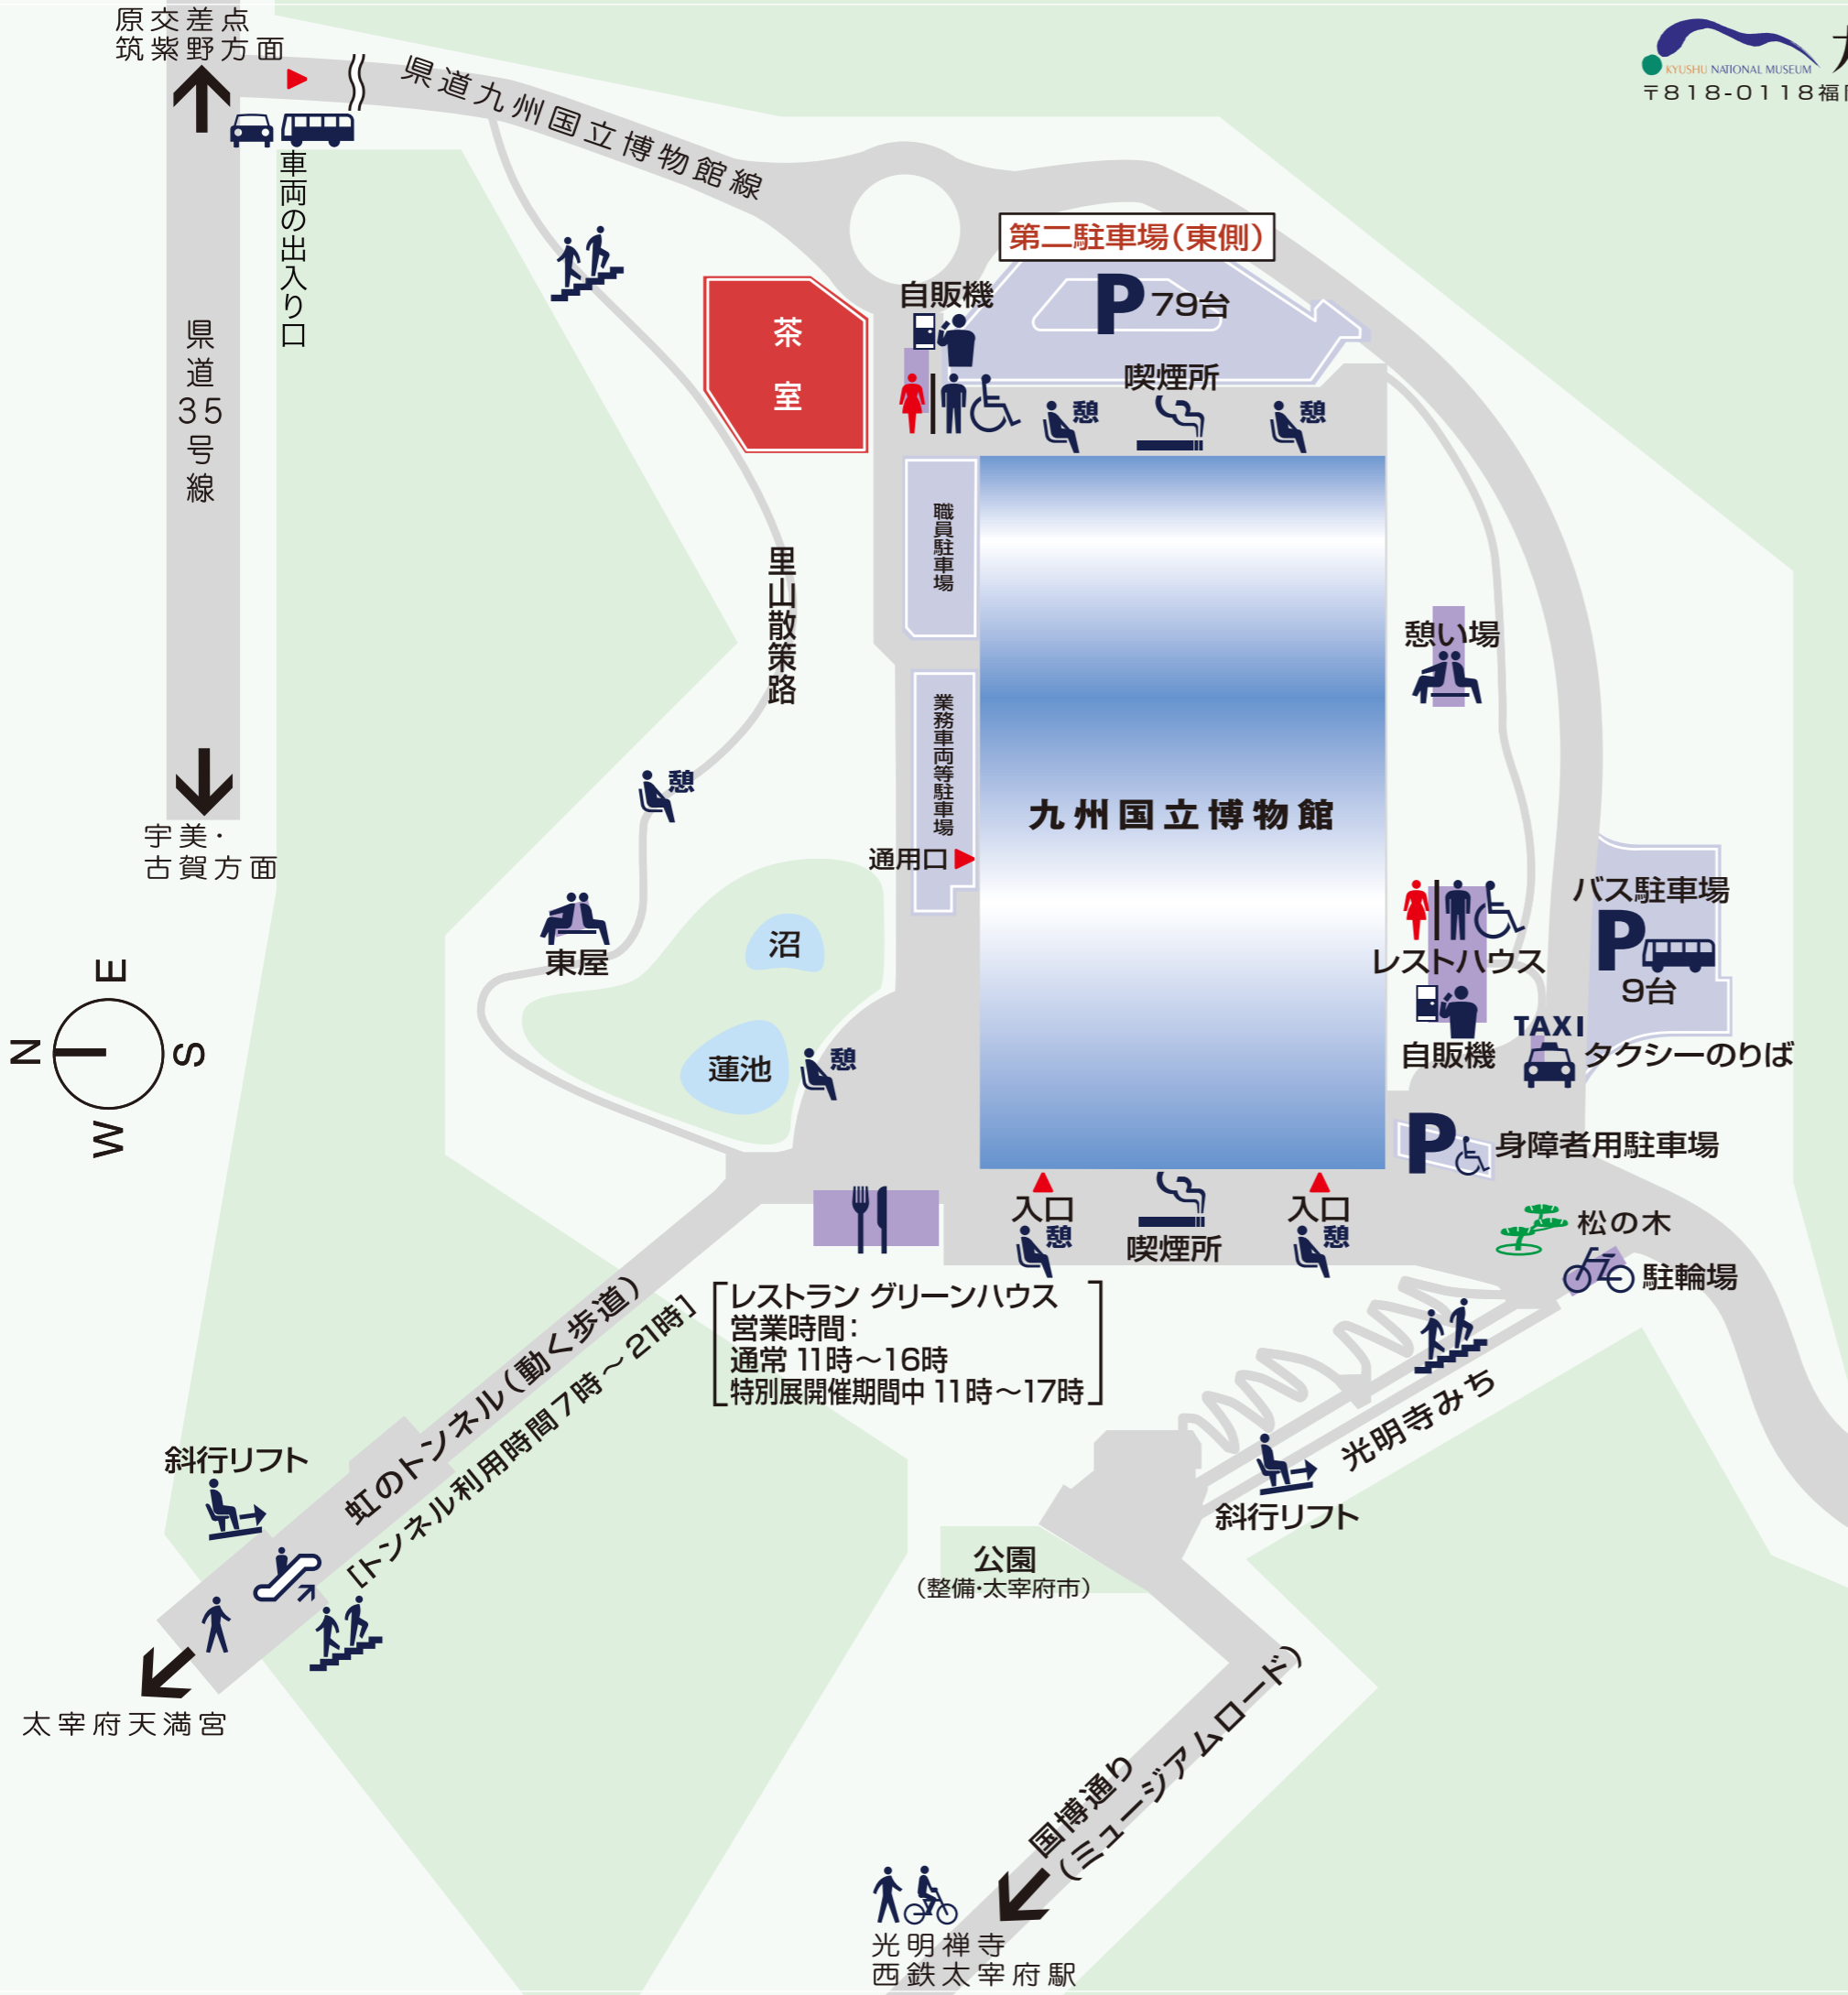 原交差点
筑紫野方面
県道九州国立博物館線
KYUSHU NATIONAL MUSEUM
〒818-0118福
車両の出入り口
県道35号線
宇美・
古賀方面
第二駐車場(東側)
P 79台
自販機
茶室
喫煙所
憩
憩
職員駐車場
里山散策路
業務車両等駐車場
通用口
九州国立博物館
憩い場
憩
東屋
沼
蓮池
憩
バス駐車場
P
9台
レストハウス
自販機
TAXI
タクシーのりば
P
身障者用駐車場
E
N
S
W
入口
憩
喫煙所
入口
憩
松の木
駐輪場
レストラン グリーンハウス
営業時間:
通常 11時～16時
特別展開催期間中 11時～17時
虹のトンネル(動く歩道)
[トンネル利用時間7時～21時]
斜行リフト
光明寺みち
斜行リフト
公園
(整備・太宰府市)
太宰府天満宮
国博通り
(ミュージアムロード)
光明禅寺
西鉄太宰府駅